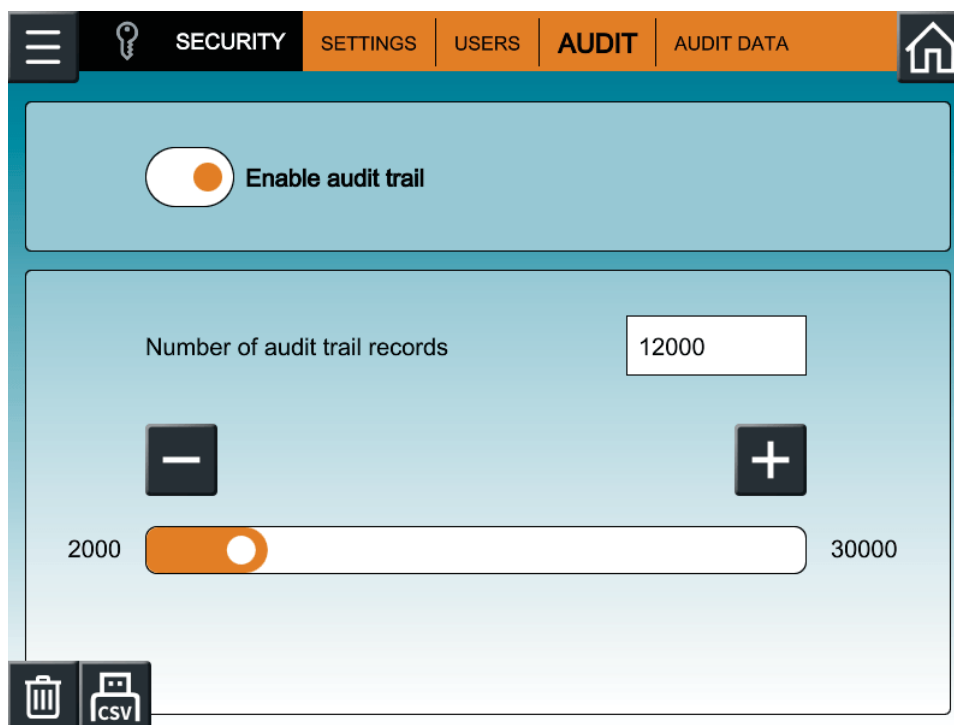 SECURITY SETTINGS USERS AUDIT AUDIT DATA
Enable audit trail
Number of audit trail records 12000
2000 30000
CSV